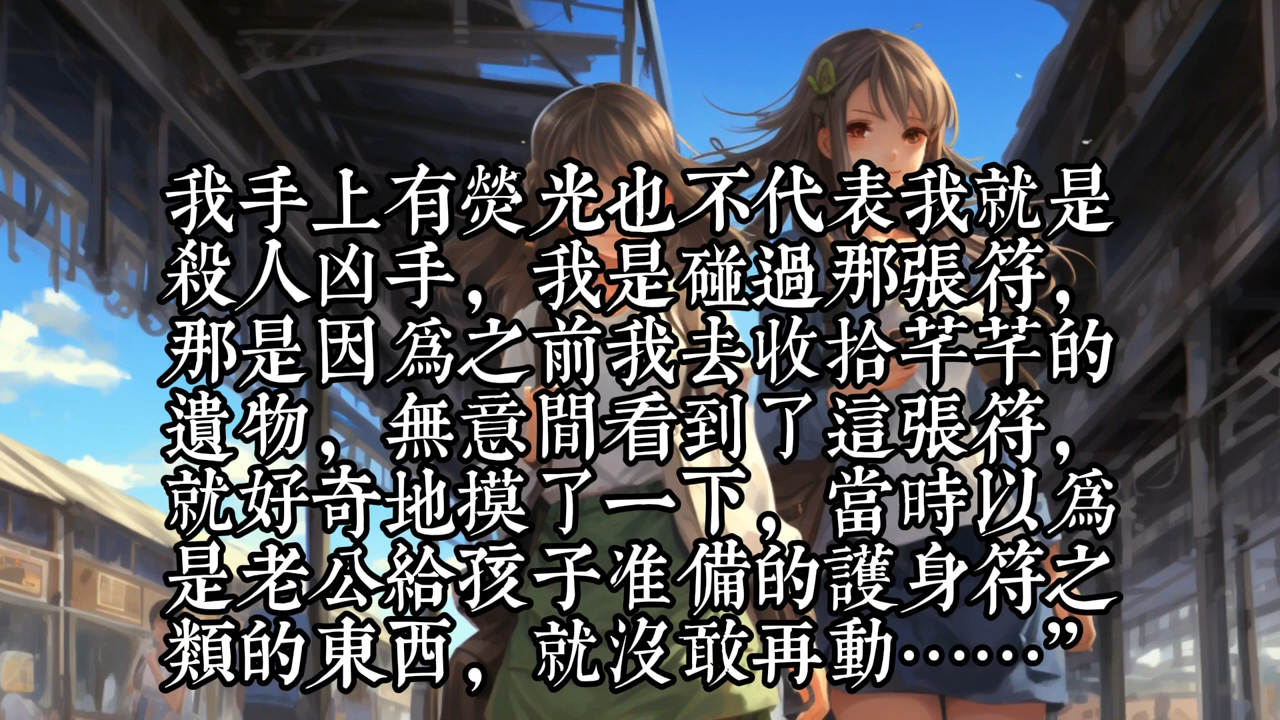 我手上有熒光也不代表我就是
殺人凶手，我是碰過那張符，
那是因爲之前我去收拾芊芊的
遺物，無意間看到了這張符，
就好奇地摸了一下，當時以爲
是老公給孩子准備的護身符之
類的東西，就沒敢再動……”